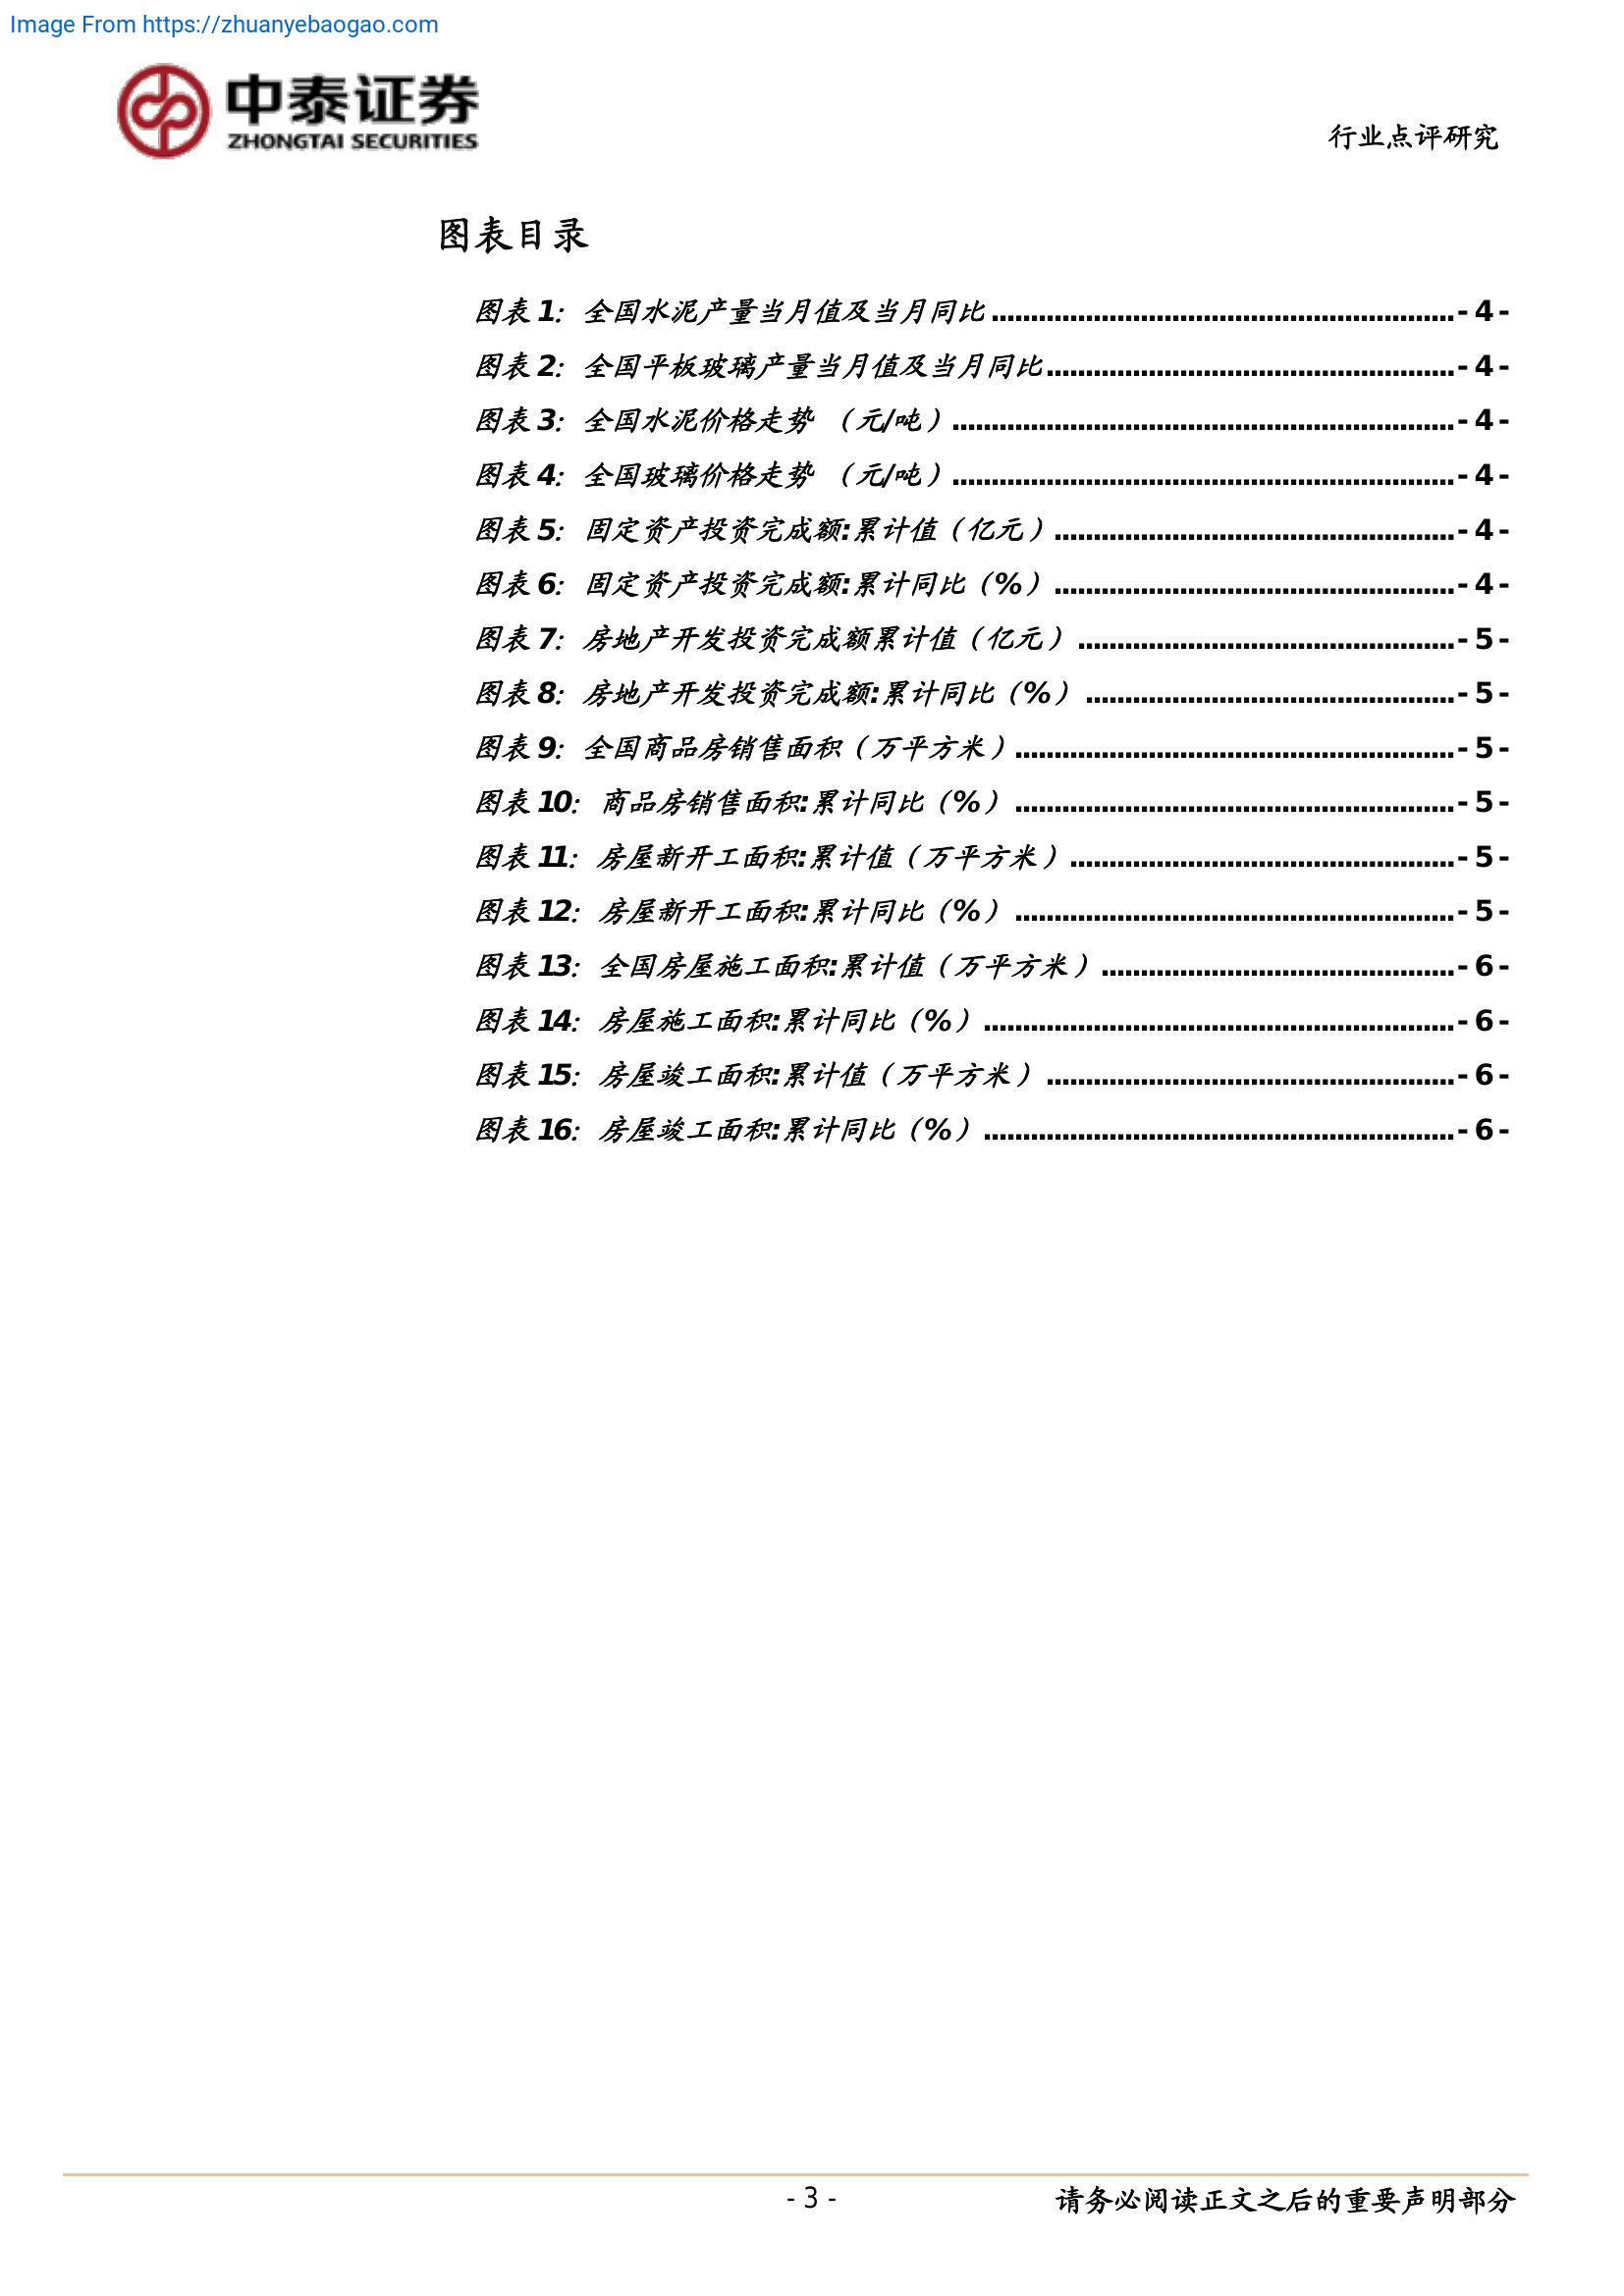 Image From https://zhuanyebaogao.com
中泰证券
ZHONGTAI SECURITIES
行业点评研究
图表目录
图表 1：全国水泥产量当月值及当月同比...........................................................- 4 -
图表 2：全国平板玻璃产量当月值及当月同比....................................................- 4 -
图表 3：全国水泥价格走势 （元/吨）................................................................- 4 -
图表 4：全国玻璃价格走势 （元/吨）................................................................- 4 -
图表 5：固定资产投资完成额:累计值（亿元）...................................................- 4 -
图表 6：固定资产投资完成额:累计同比（%）...................................................- 4 -
图表 7：房地产开发投资完成额累计值（亿元）................................................- 5 -
图表 8：房地产开发投资完成额:累计同比（%）...............................................- 5 -
图表 9：全国商品房销售面积（万平方米）........................................................- 5 -
图表 10：商品房销售面积:累计同比（%）........................................................- 5 -
图表 11：房屋新开工面积:累计值（万平方米）.................................................- 5 -
图表 12：房屋新开工面积:累计同比（%）........................................................- 5 -
图表 13：全国房屋施工面积:累计值（万平方米）.............................................- 6 -
图表 14：房屋施工面积:累计同比（%）............................................................- 6 -
图表 15：房屋竣工面积:累计值（万平方米）....................................................- 6 -
图表 16：房屋竣工面积:累计同比（%）............................................................- 6 -
- 3 -
请务必阅读正文之后的重要声明部分